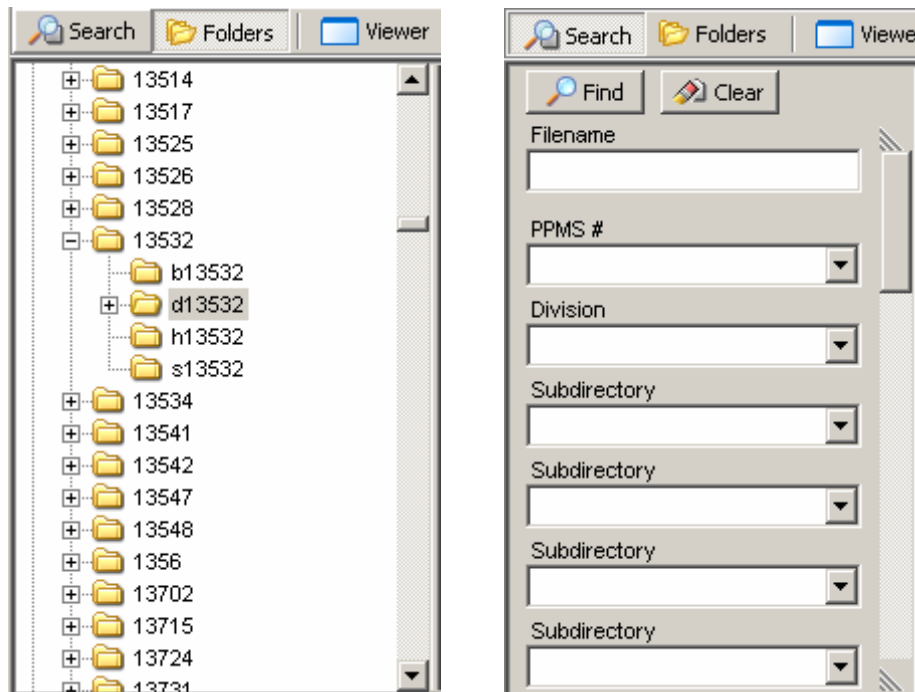 Search Folders Viewer
13514
13517
13525
13526
13528
13532
b13532
d13532
h13532
s13532
13534
13541
13542
13547
13548
1356
13702
13715
13724
13731
Search Folders Viewe
Find Clear
Filename
PPMS #
Division
Subdirectory
Subdirectory
Subdirectory
Subdirectory